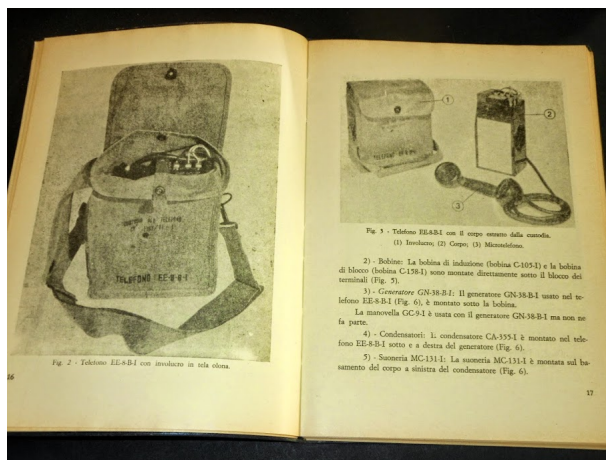 TELEFONO EE-8-B-I
Fig. 2 - Telefono EE-8-B-I con involucro in tela olona.
16
TELEFONO EE-8-B-I
1
2
3
Fig. 3 - Telefono EE-8-B-I con il corpo estratto dalla custodia.
(1) Involucro; (2) Corpo; (3) Microtelefono.
2) - Bobine: La bobina di induzione (bobina C-105-I) e la bobina
di blocco (bobina C-158-I) sono montate direttamente sotto il blocco dei
terminali (Fig. 5).
3) - Generatore GN-38-B-I: Il generatore GN-38-B-I usato nel te-
lefono EE-8-B-I (Fig. 6), è montato sotto la bobina.
La manovella GC-9-I è usata con il generatore GN-38-B-I ma non ne
fa parte.
4) - Condensatori: condensatore CA-355-I è montato nel tele-
fono EE-8-B-I sotto e a destra del generatore (Fig. 6).
5) - Suoneria MC-131-I: La suoneria MC-131-I è montata sul ba-
samento del corpo a sinistra del condensatore (Fig. 6).
17